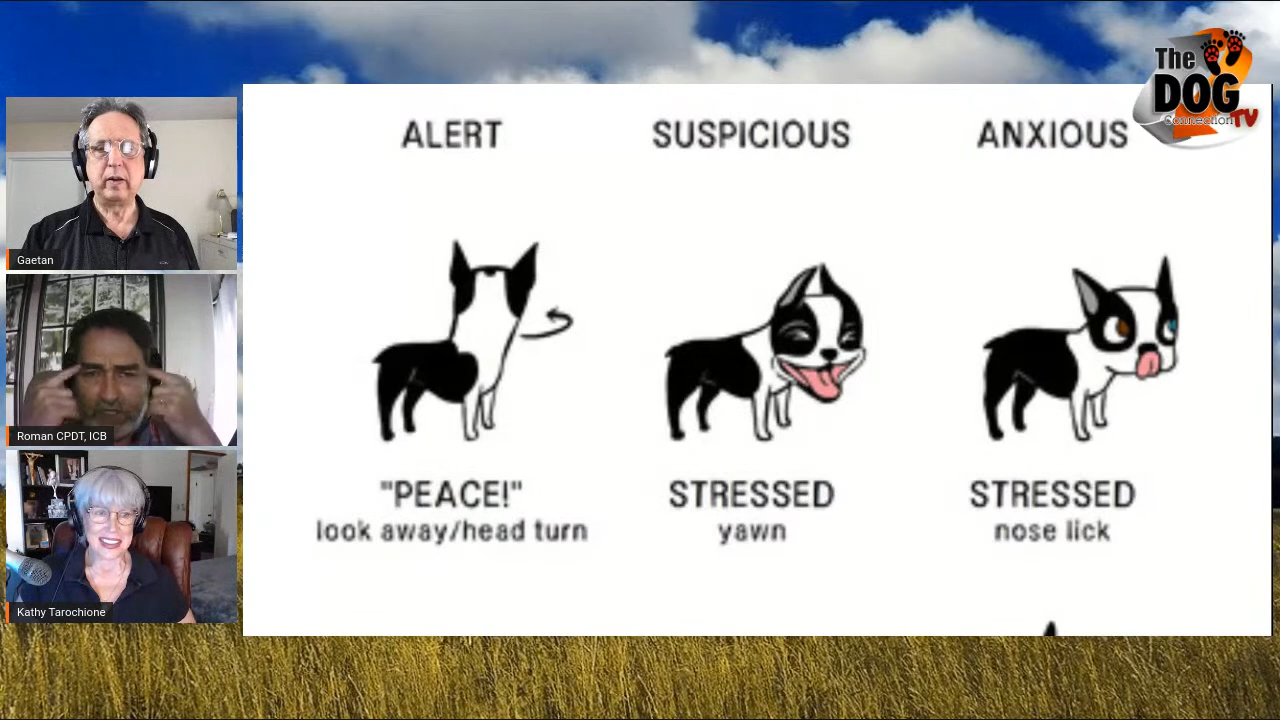 The
DOG
Connection TV
ALERT
SUSPICIOUS
ANXIOUS
Gaetan
Roman CPDT, ICB
Kathy Tarochione
"PEACE!"
look away/head turn
STRESSED
yawn
STRESSED
nose lick